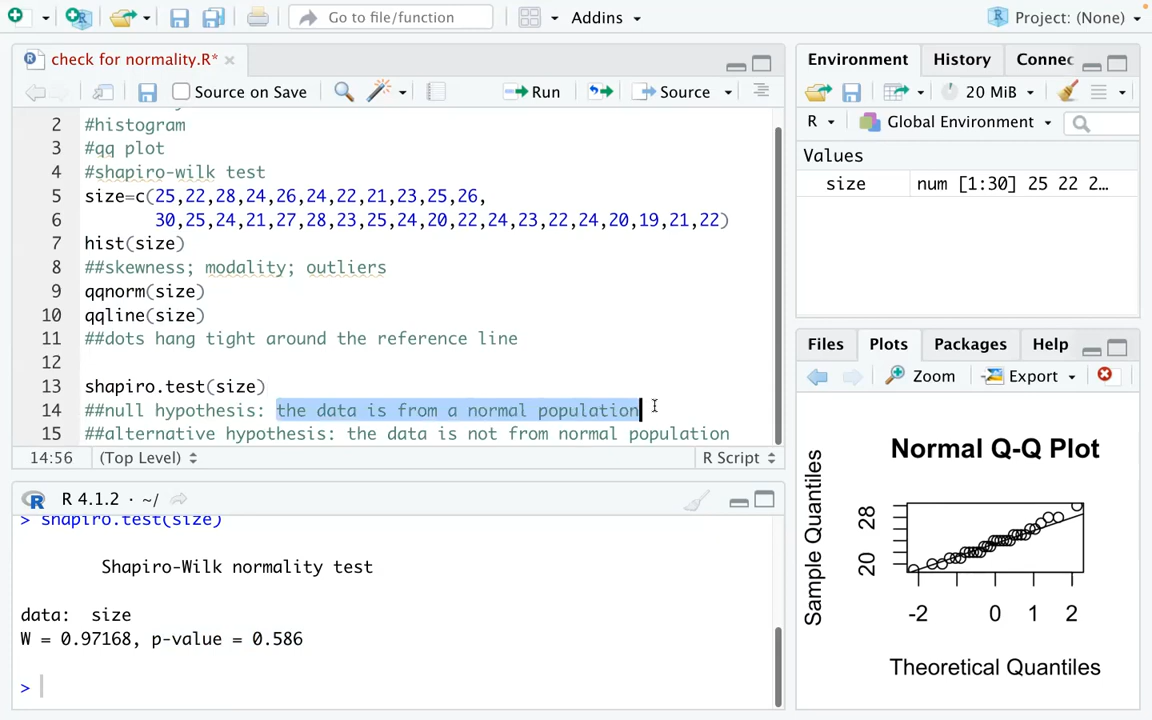 Go to file/function
Addins
Project: (None)
check for normality.R*
Source on Save
Run
Source
2 #histogram
3 #qq plot
4 #shapiro-wilk test
5 size=c(25,22,28,24,26,24,22,21,23,25,26,
6 30,25,24,21,27,28,23,25,24,20,22,24,23,22,24,20,19,21,22)
7 hist(size)
8 ##skewness; modality; outliers
9 qqnorm(size)
10 qqline(size)
11 ##dots hang tight around the reference line
12
13 shapiro.test(size)
14 ##null hypothesis: the data is from a normal population
15 ##alternative hypothesis: the data is not from normal population
14:56
(Top Level)
R Script
R 4.1.2 · ~/
> shapiro.test(size)
Shapiro-Wilk normality test
data: size
W = 0.97168, p-value = 0.586
>
Environment
History
Connec
20 MiB
R
Global Environment
Values
size num [1:30] 25 22 2…
Files
Plots
Packages
Help
Zoom
Export
Normal Q-Q Plot
Sample Quantiles
28
20
-2 0 1 2
Theoretical Quantiles